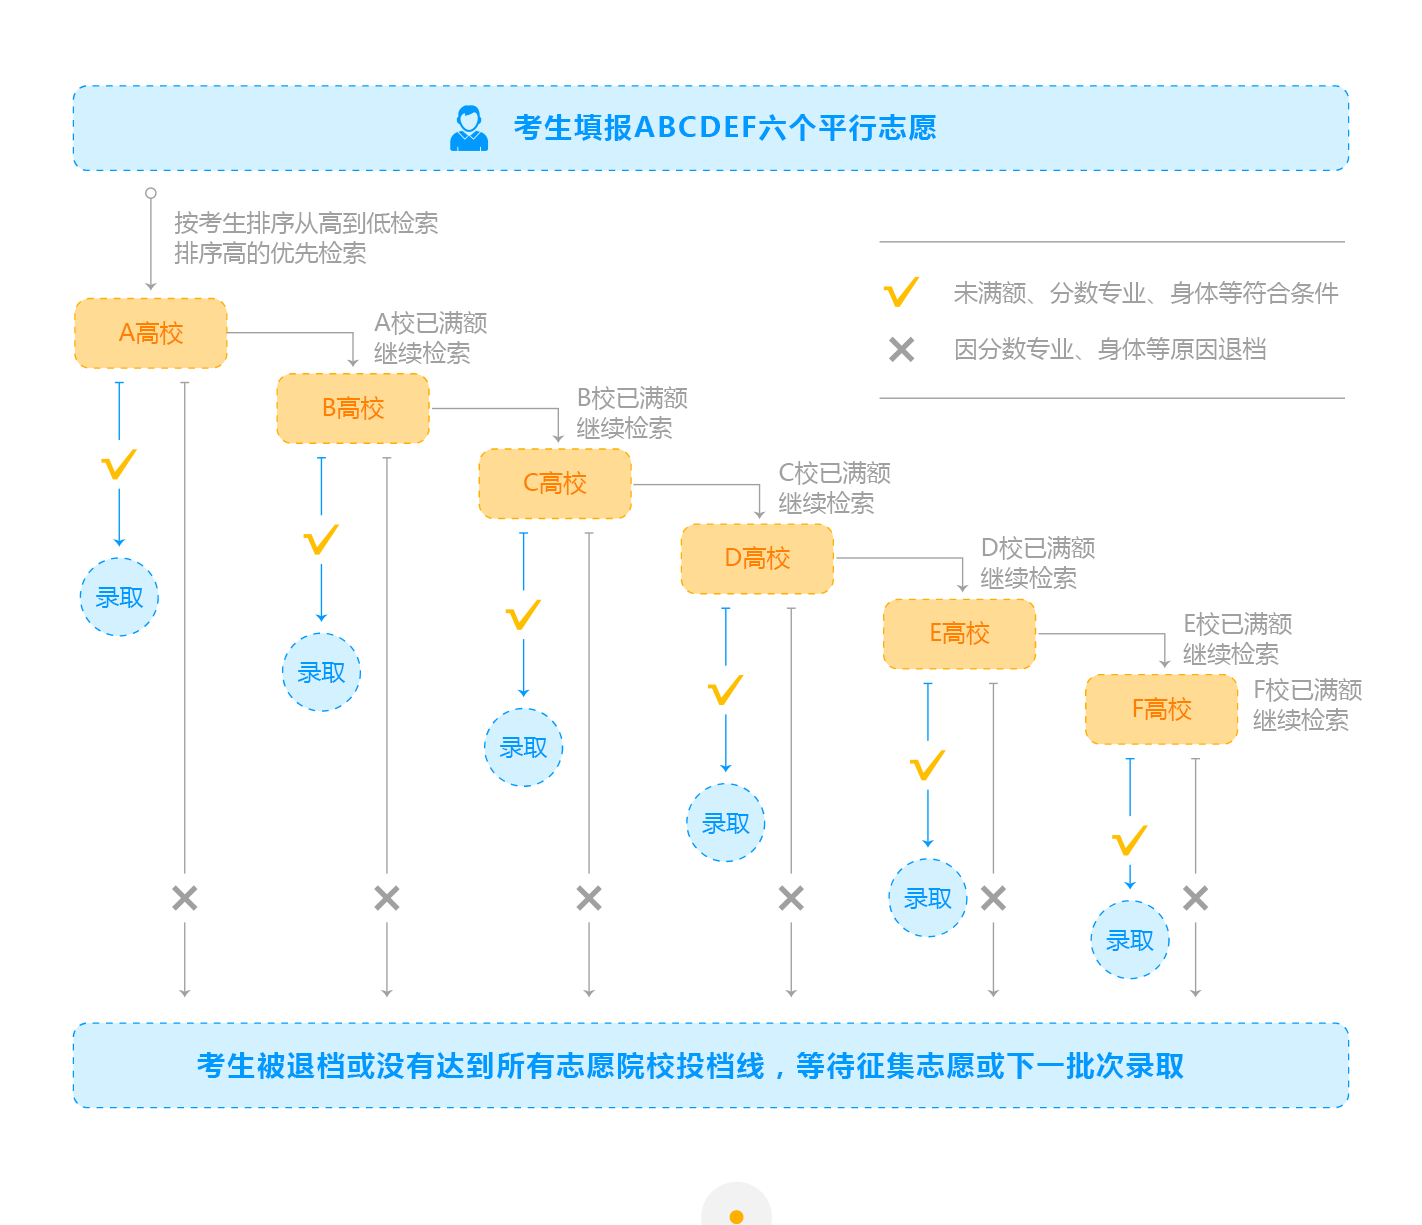 考生填报ABCDEF六个平行志愿
按考生排序从高到低检索
排序高的优先检索
未满额、分数专业、身体等符合条件
因分数专业、身体等原因退档
A高校
A校已满额
继续检索
B高校
B校已满额
继续检索
C高校
C校已满额
继续检索
D高校
D校已满额
继续检索
E高校
E校已满额
继续检索
F高校
F校已满额
继续检索
录取
录取
录取
录取
录取
录取
考生被退档或没有达到所有志愿院校投档线，等待征集志愿或下一批次录取